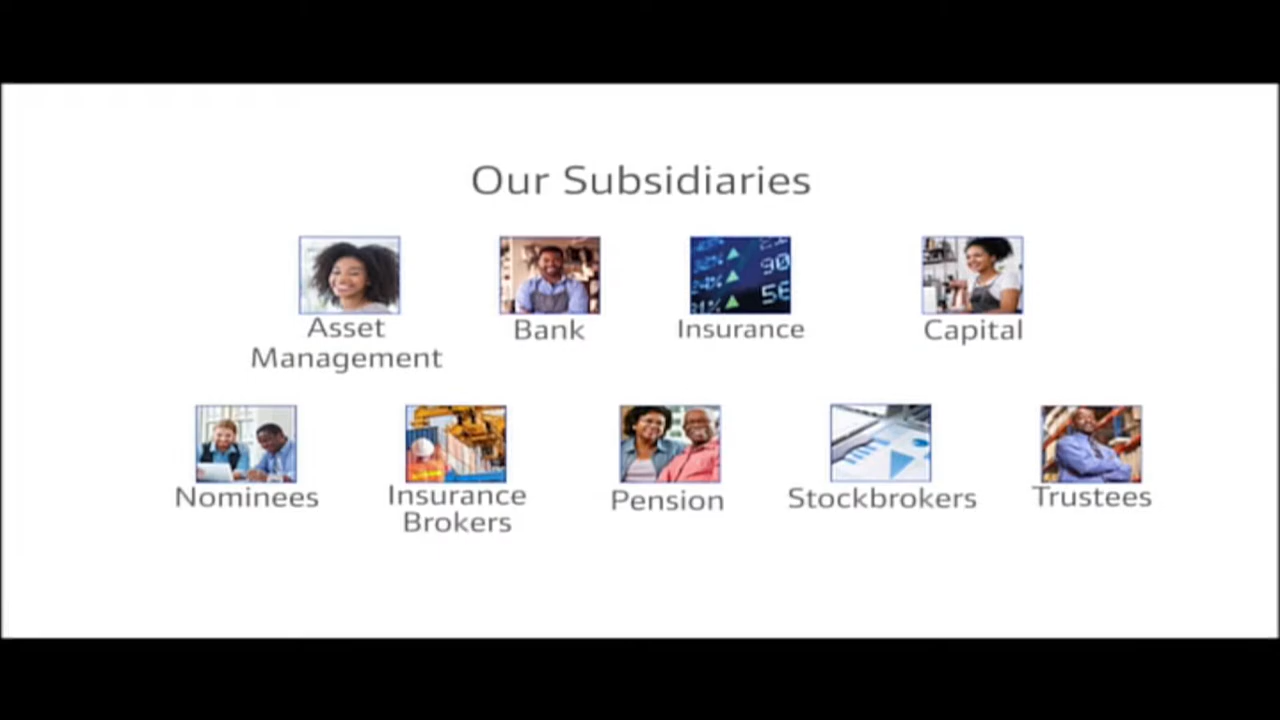 Our Subsidiaries
Asset
Management
Bank
Insurance
Capital
Nominees
Insurance
Brokers
Pension
Stockbrokers
Trustees